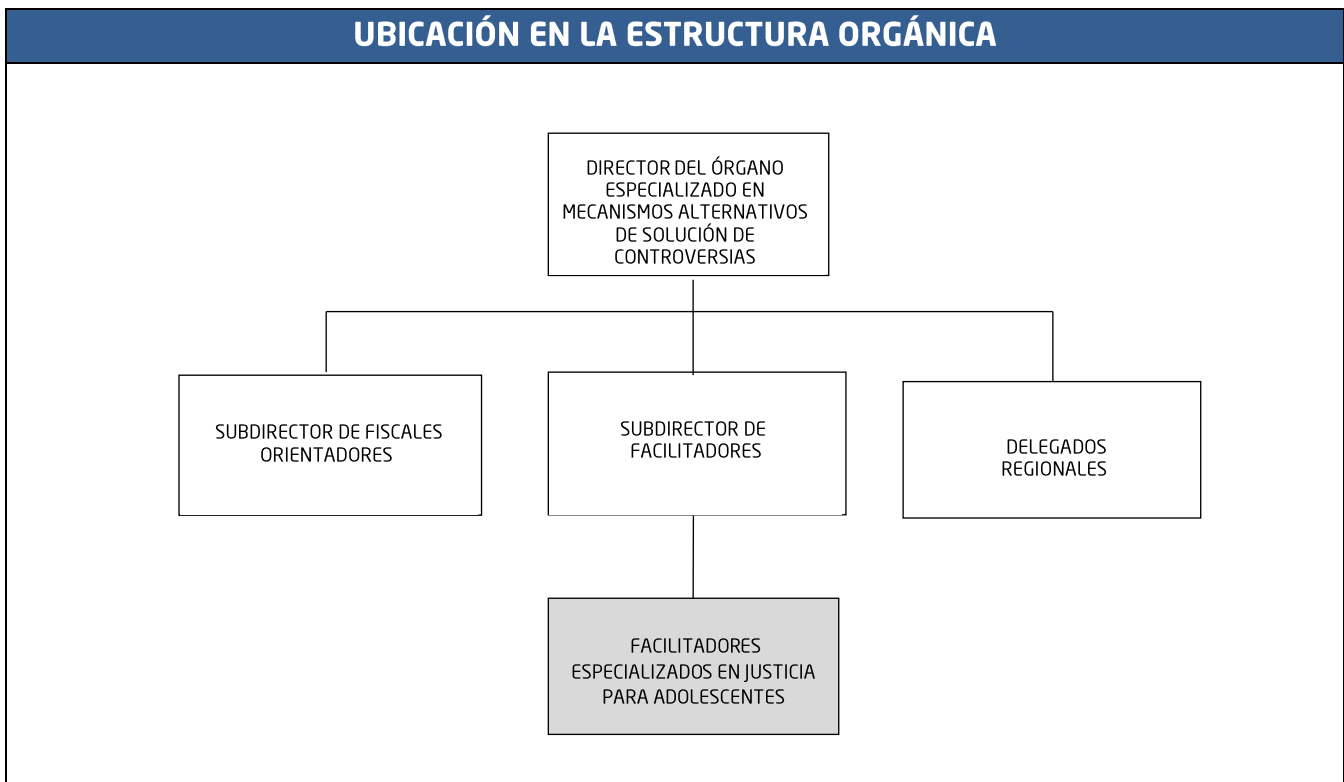 UBICACIÓN EN LA ESTRUCTURA ORGÁNICA
DIRECTOR DEL ÓRGANO
ESPECIALIZADO EN
MECANISMOS ALTERNATIVOS
DE SOLUCIÓN DE
CONTROVERSIAS
SUBDIRECTOR DE FISCALES
ORIENTADORES
SUBDIRECTOR DE
FACILITADORES
DELEGADOS
REGIONALES
FACILITADORES
ESPECIALIZADOS EN JUSTICIA
PARA ADOLESCENTES